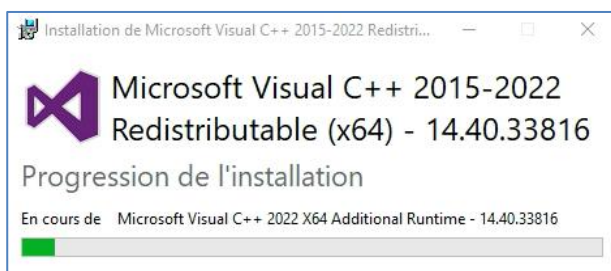 Installation de Microsoft Visual C++ 2015-2022 Redistri...
Microsoft Visual C++ 2015-2022
Redistributable (x64) - 14.40.33816
Progression de l'installation
En cours de Microsoft Visual C++ 2022 X64 Additional Runtime - 14.40.33816